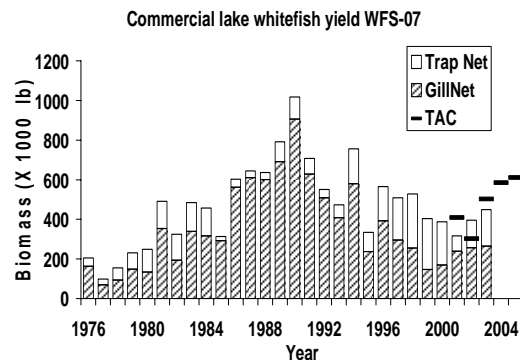 Commercial lake whitefish yield WFS-07
Biomass (X 1000 lb)
1200
1000
800
600
400
200
0
Trap Net
GillNet
TAC
1976 1980 1984 1988 1992 1996 2000 2004
Year